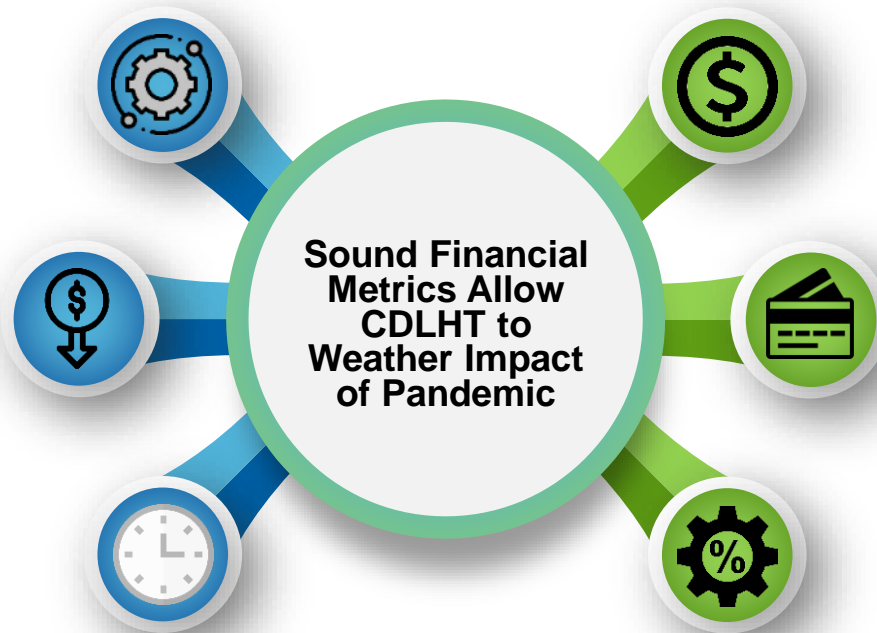 Sound Financial
Metrics Allow
CDLHT to
Weather Impact
of Pandemic
$
$
%